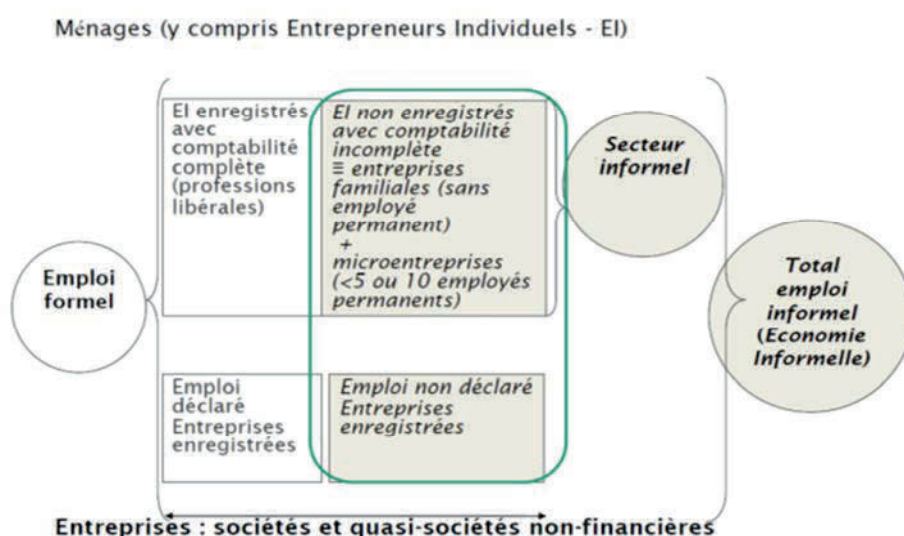 Ménages (y compris Entrepreneurs Individuels - EI)
EI enregistrés
avec
comptabilité
complète
(professions
libérales)
EI non enregistrés
avec comptabilité
incomplète
≡ entreprises
familiales (sans
employé
permanent)
+
microentreprises
(<5 ou 10 employés
permanents)
Secteur
informel
Emploi
formel
Total
emploi
informel
(Economie
Informelle)
Emploi
déclaré
Entreprises
enregistrées
Emploi non déclaré
Entreprises
enregistrées
Entreprises : sociétés et quasi-sociétés non-financières